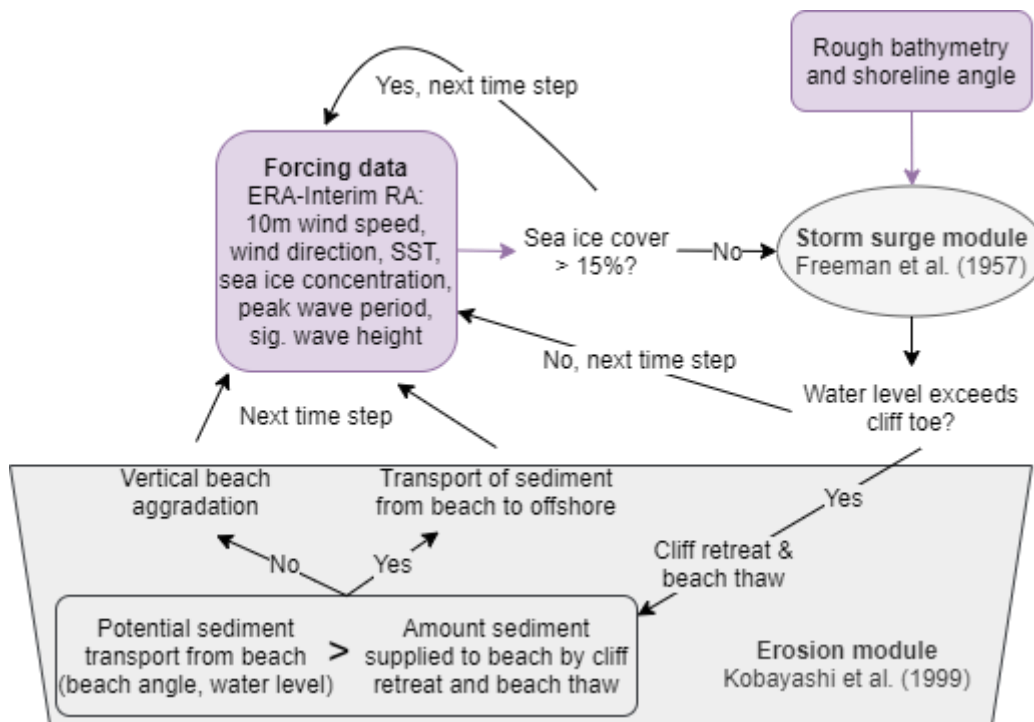 Rough bathymetry
and shoreline angle
Yes, next time step
Forcing data
ERA-Interim RA:
10m wind speed,
wind direction, SST,
sea ice concentration,
peak wave period,
sig. wave height
Sea ice cover
> 15%?
No
Storm surge module
Freeman et al. (1957)
No, next time step
Water level exceeds
cliff toe?
Next time step
Yes
Vertical beach
aggradation
Transport of sediment
from beach to offshore
Cliff retreat &
beach thaw
No
Yes
Potential sediment
transport from beach
(beach angle, water level)
>
Amount sediment
supplied to beach by cliff
retreat and beach thaw
Erosion module
Kobayashi et al. (1999)